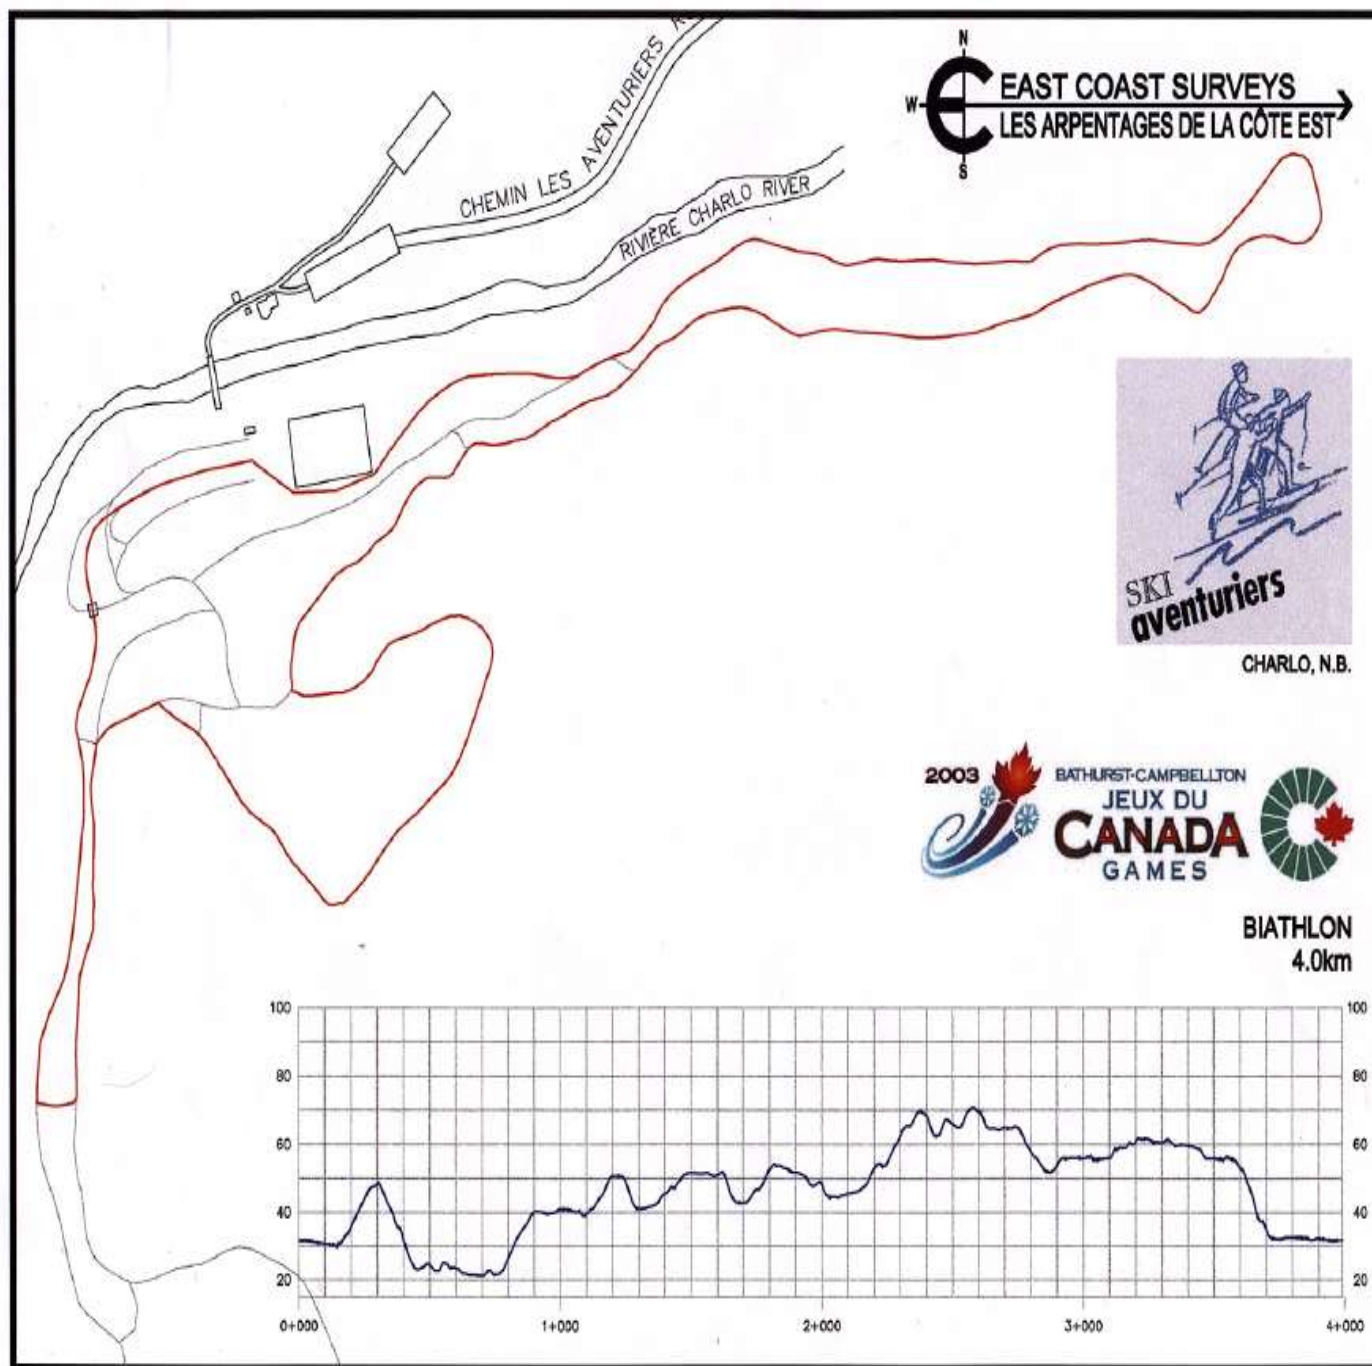 CHEMIN LES AVENTURIERS
RIVIÈRE CHARLO RIVER
N
W
S
EAST COAST SURVEYS
LES ARPENTAGES DE LA CÔTE EST
SKI
aventuriers
CHARLO, N.B.
2003
BATHURST-CAMPBELLTON
JEUX DU
CANADA
GAMES
BIATHLON
4.0km
100
100
80
80
60
60
40
40
20
20
0+000
1+000
2+000
3+000
4+000